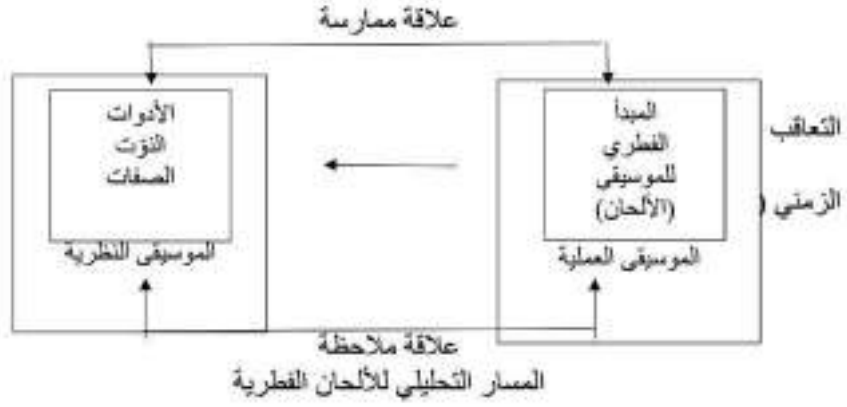 علاقة ممارسة
المبدأ
الفطري
للموسيقى
(الألحان)
الموسيقى العملية
التعاقب
الزمني (
الأدوات
النوت
الصفات
الموسيقى النظرية
علاقة ملاحظة
المسار التحليلي للألحان الفطرية